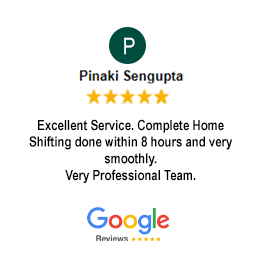 P
Pinaki Sengupta
Excellent Service. Complete Home
Shifting done within 8 hours and very
smoothly.
Very Professional Team.
Google
Reviews